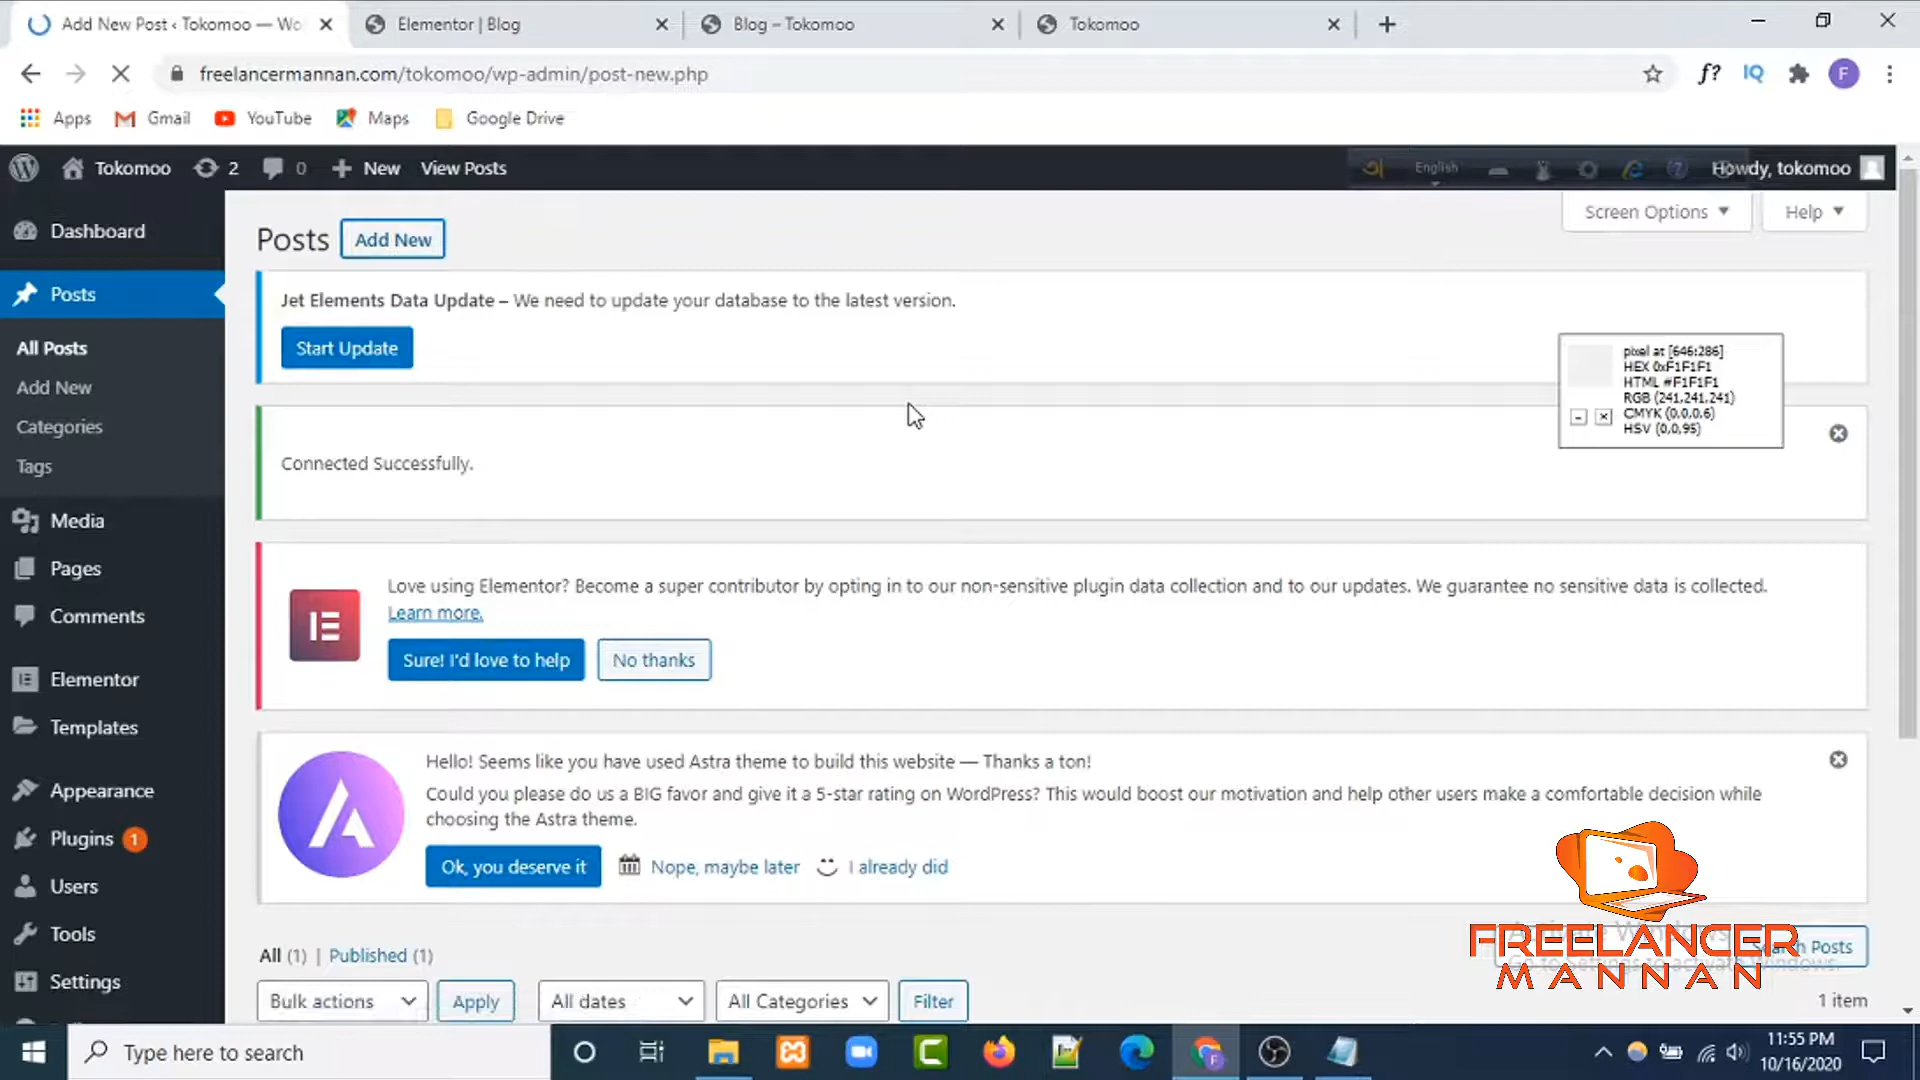 Add New Post ‹ Tokomoo — Wo
Elementor | Blog
Blog – Tokomoo
Tokomoo
freelancermannan.com/tokomoo/wp-admin/post-new.php
f?
IQ
F
Apps
Gmail
YouTube
Maps
Google Drive
Tokomoo
2
0
New
View Posts
English
Howdy, tokomoo
Dashboard
Posts
All Posts
Add New
Categories
Tags
Media
Pages
Comments
Elementor
Templates
Appearance
Plugins 1
Users
Tools
Settings
Screen Options
Help
Posts
Add New
Jet Elements Data Update – We need to update your database to the latest version.
Start Update
pixel at [646:286]
HEX 0xF1F1F1
HTML #F1F1F1
RGB (241,241,241)
CMYK (0,0,0,6)
HSV (0,0,95)
Connected Successfully.
Love using Elementor? Become a super contributor by opting in to our non-sensitive plugin data collection and to our updates. We guarantee no sensitive data is collected.
Learn more.
Sure! I'd love to help
No thanks
Hello! Seems like you have used Astra theme to build this website — Thanks a ton!
Could you please do us a BIG favor and give it a 5-star rating on WordPress? This would boost our motivation and help other users make a comfortable decision while
choosing the Astra theme.
Ok, you deserve it
Nope, maybe later
I already did
FREELANCER
MANNAN
Activate Windows
Go to Settings to activate Windows.
Search Posts
All (1) | Published (1)
Bulk actions
Apply
All dates
All Categories
Filter
1 item
Type here to search
11:55 PM
10/16/2020